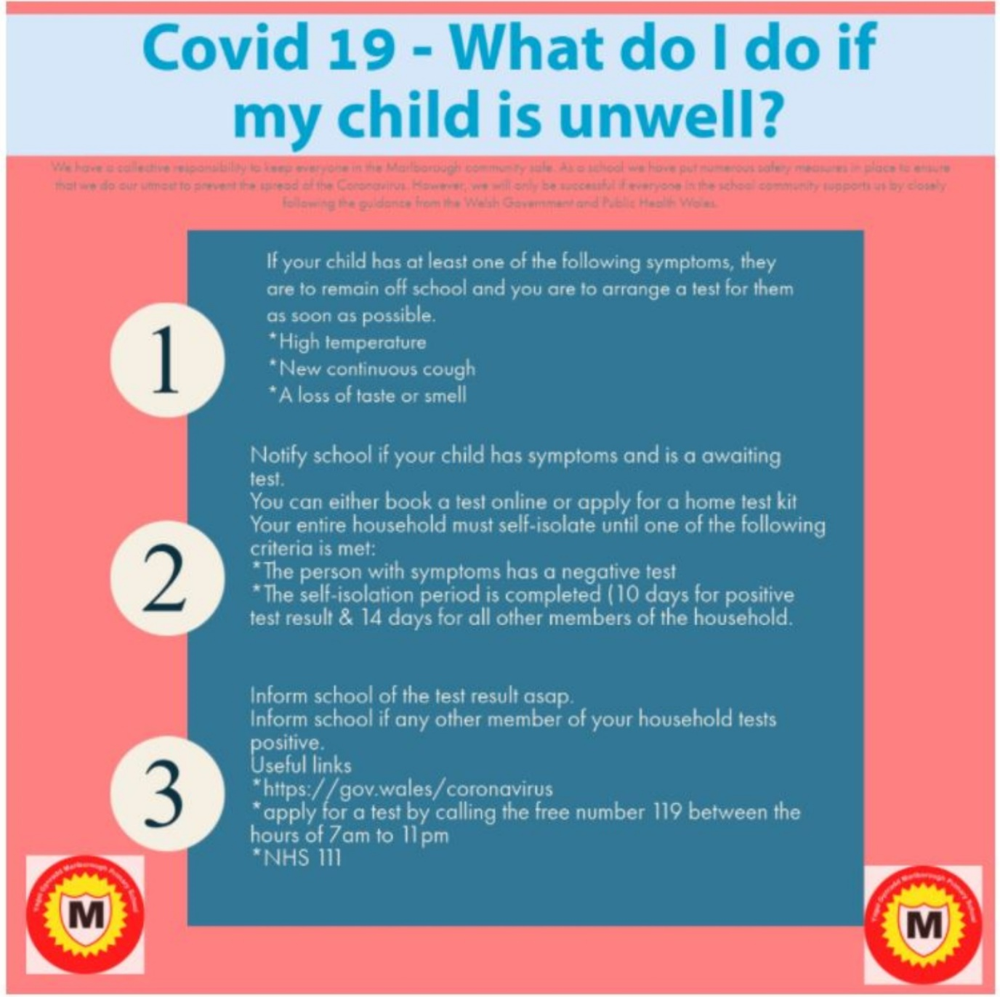 Covid 19 - What do I do if
my child is unwell?
We have a collective responsibility to keep everyone in the Marlborough community safe. As a school we have put numerous safety measures in place to ensure
that we do our utmost to prevent the spread of the Coronavirus. However, we will only be successful if everyone in the school community supports us by closely
following the guidance from the Welsh Government and Public Health Wales.
If your child has at least one of the following symptoms, they
are to remain off school and you are to arrange a test for them
as soon as possible.
*High temperature
*New continuous cough
*A loss of taste or smell
1
Notify school if your child has symptoms and is a awaiting
test.
You can either book a test online or apply for a home test kit
Your entire household must self-isolate until one of the following
criteria is met:
*The person with symptoms has a negative test
*The self-isolation period is completed (10 days for positive
test result & 14 days for all other members of the household.
2
Inform school of the test result asap.
Inform school if any other member of your household tests
positive.
Useful links
*https://gov.wales/coronavirus
*apply for a test by calling the free number 119 between the
hours of 7am to 11pm
*NHS 111
3
Ysgol Gynradd Marlborough Primary School
M
Ysgol Gynradd Marlborough Primary School
M